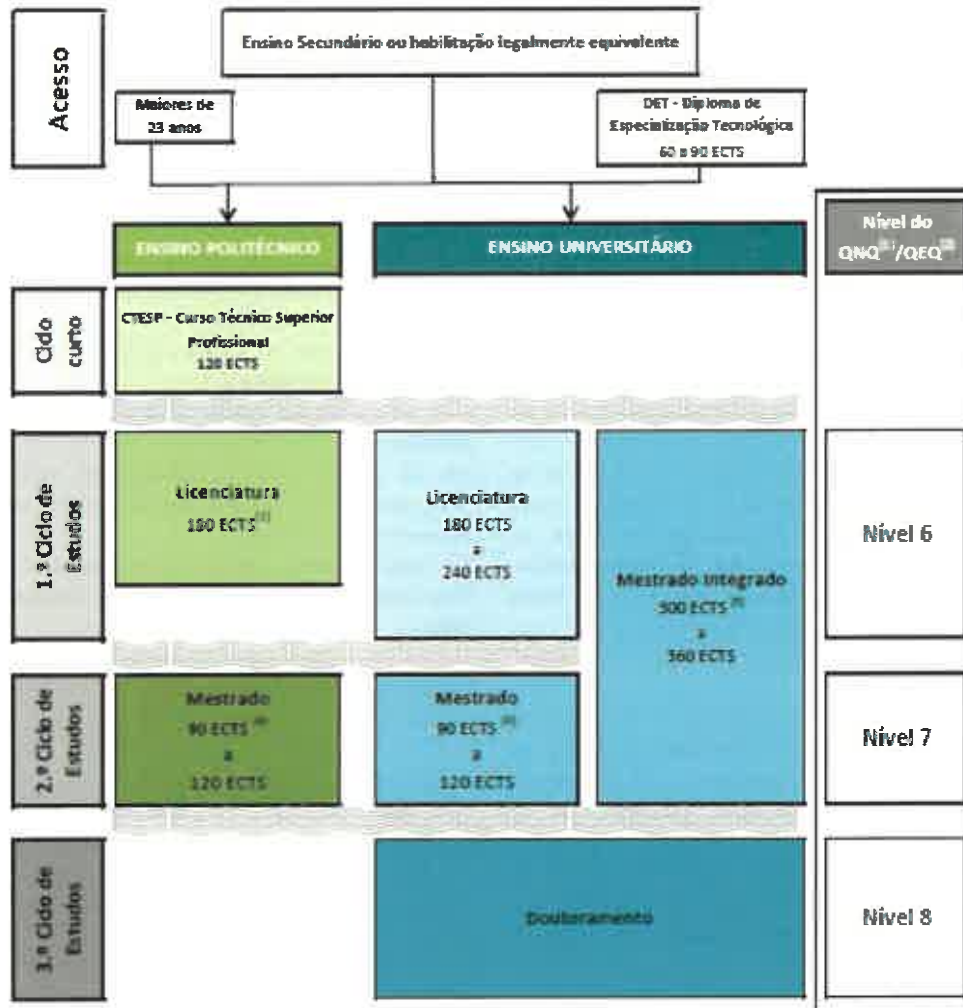 Acesso
Ensino Secundário ou habilitação legalmente equivalente
Maiores de
23 anos
DET - Diploma de
Especialização Tecnológica
60 a 90 ECTS
ENSINO POLITÉCNICO
ENSINO UNIVERSITÁRIO
Nível do
QNQ /QEQ
Ciclo
curto
CTESP - Curso Técnico Superior
Profissional
120 ECTS
1.º Ciclo de
Estudos
Licenciatura
180 ECTS
Licenciatura
180 ECTS
a
240 ECTS
Mestrado Integrado
300 ECTS
a
360 ECTS
Nível 6
2.º Ciclo de
Estudos
Mestrado
90 ECTS
a
120 ECTS
Mestrado
90 ECTS
a
120 ECTS
Nível 7
3.º Ciclo de
Estudos
Doutoramento
Nível 8